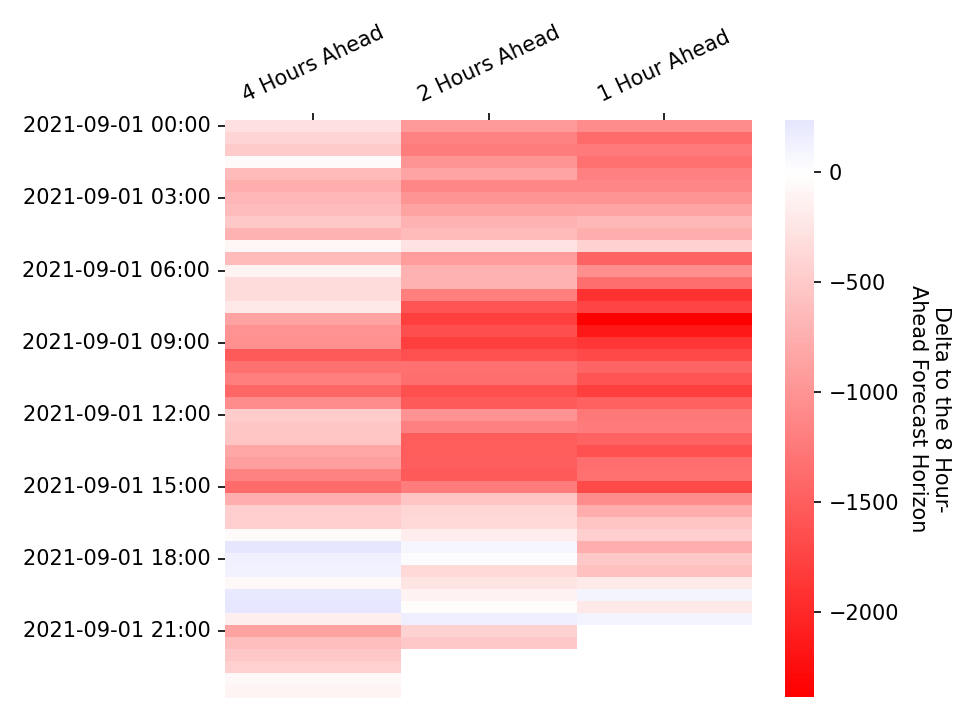 4 Hours Ahead
2 Hours Ahead
1 Hour Ahead
2021-09-01 00:00
2021-09-01 03:00
2021-09-01 06:00
2021-09-01 09:00
2021-09-01 12:00
2021-09-01 15:00
2021-09-01 18:00
2021-09-01 21:00
0
−500
−1000
−1500
−2000
Delta to the 8 Hour-
Ahead Forecast Horizon